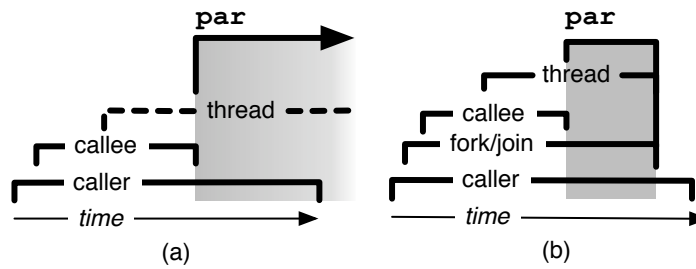 par
thread
callee
caller
time
(a)
par
thread
callee
fork/join
caller
time
(b)